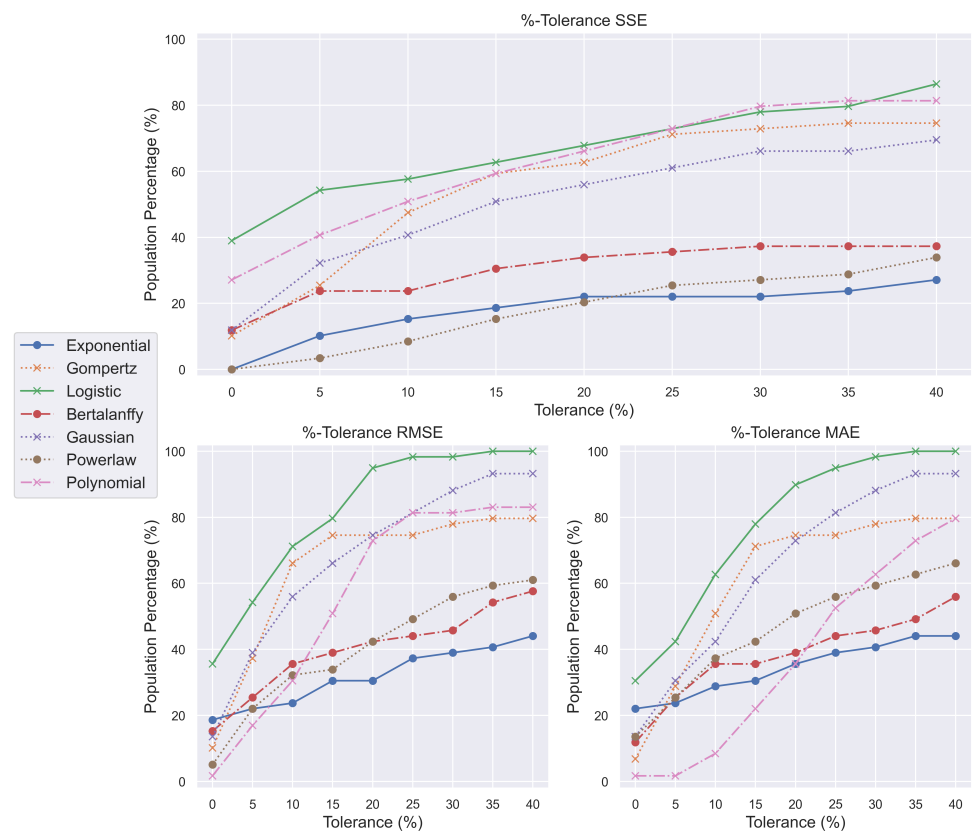 %-Tolerance SSE
100
80
60
40
20
0
Population Percentage (%)
0 5 10 15 20 25 30 35 40
Tolerance (%)
Exponential
Gompertz
Logistic
Bertalanffy
Gaussian
Powerlaw
Polynomial
%-Tolerance RMSE
100
80
60
40
20
0
Population Percentage (%)
0 5 10 15 20 25 30 35 40
Tolerance (%)
%-Tolerance MAE
100
80
60
40
20
0
Population Percentage (%)
0 5 10 15 20 25 30 35 40
Tolerance (%)